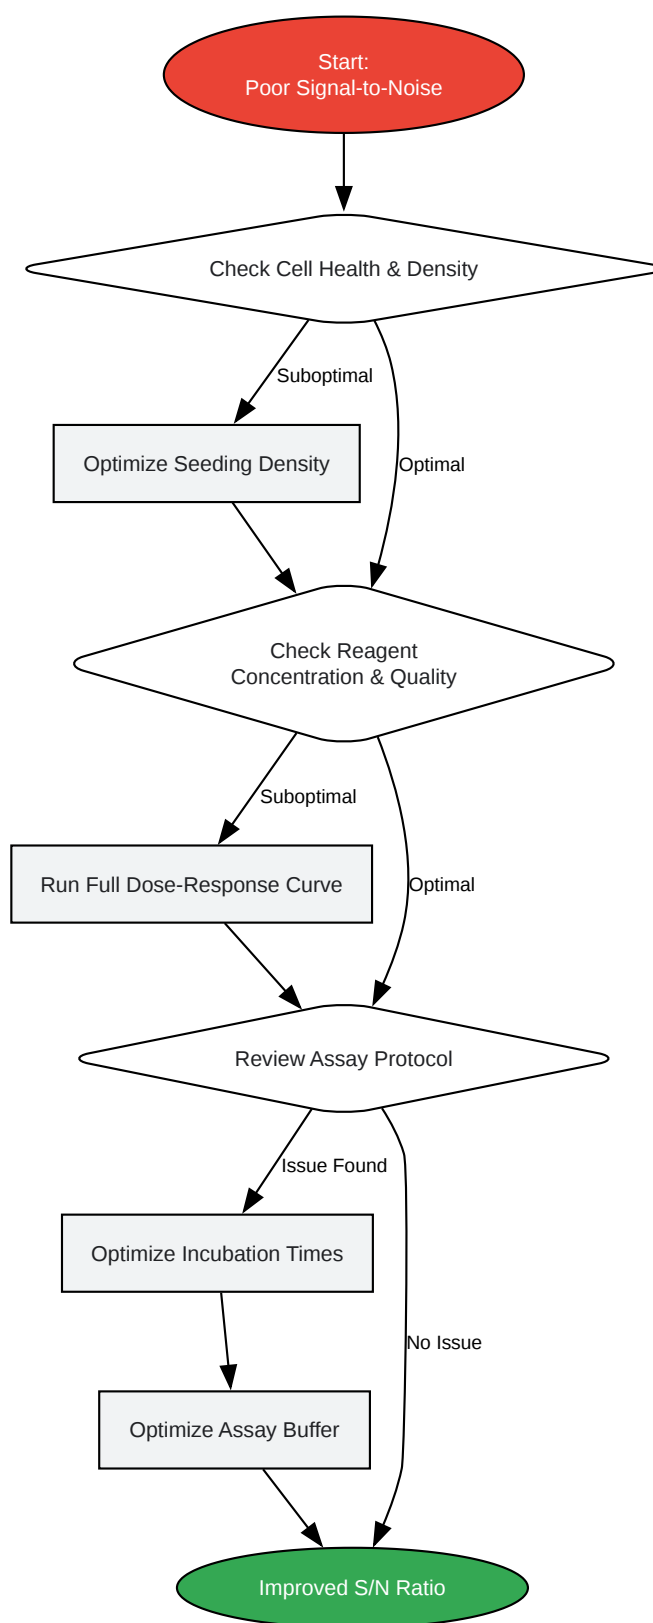 Start:
Poor Signal-to-Noise
Check Cell Health & Density
Suboptimal
Optimize Seeding Density
Optimal
Check Reagent
Concentration & Quality
Suboptimal
Run Full Dose-Response Curve
Optimal
Review Assay Protocol
Issue Found
Optimize Incubation Times
No Issue
Optimize Assay Buffer
Improved S/N Ratio